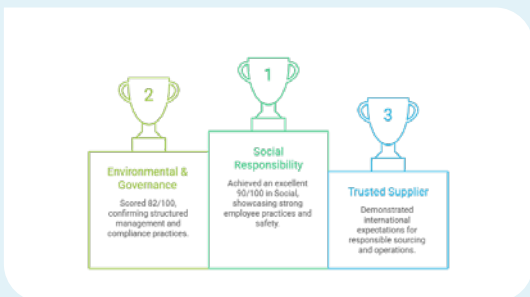 2
Environmental &
Governance
Scored 82/100,
confirming structured
management and
compliance practices.
1
Social
Responsibility
Achieved an excellent
90/100 in Social,
showcasing strong
employee practices and
safety.
3
Trusted Supplier
Demonstrated
international
expectations for
responsible sourcing
and operations.